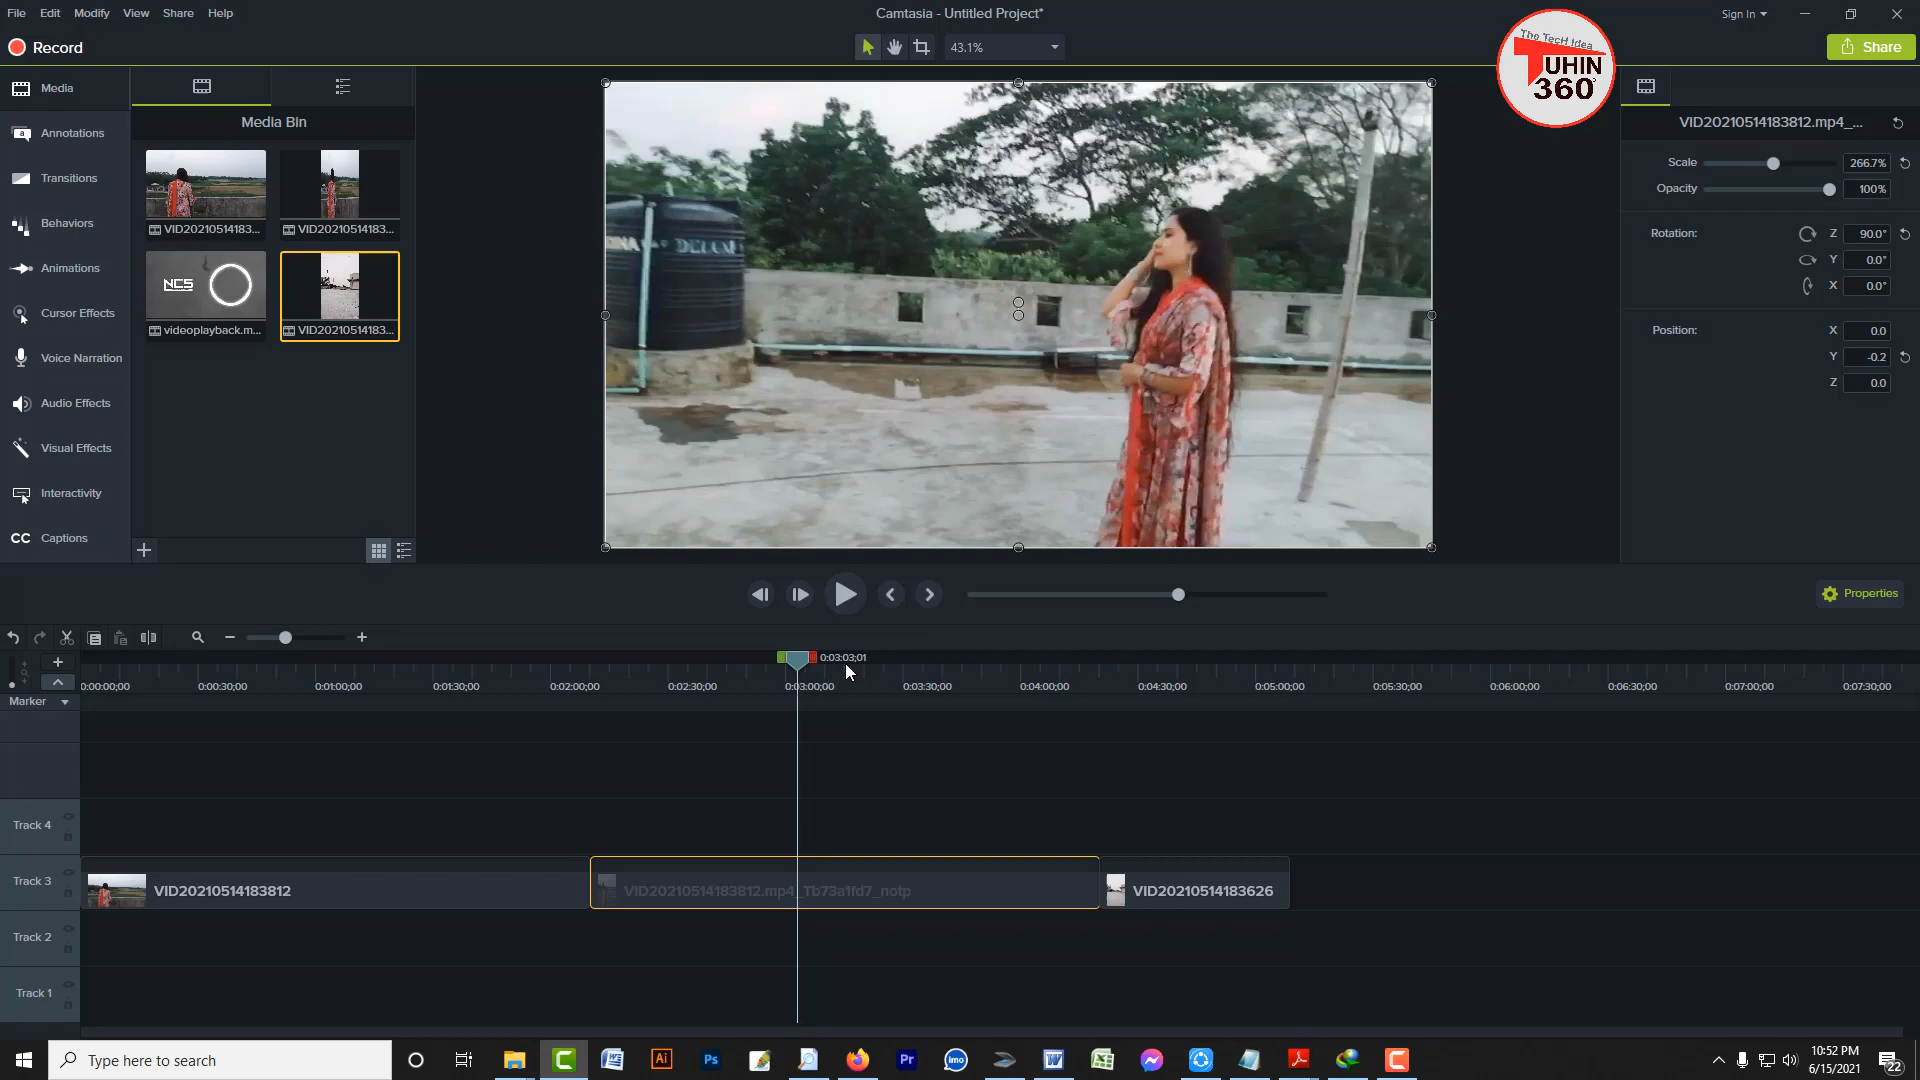 File Edit Modify View Share Help
Camtasia - Untitled Project*
Sign In
Record
43.1%
The TecH Idea
TUHIN
360°
Share
Media
Annotations
Transitions
Behaviors
Animations
Cursor Effects
Voice Narration
Audio Effects
Visual Effects
Interactivity
CC Captions
Media Bin
VID20210514183...
VID20210514183...
NCS
videoplayback.m...
VID20210514183...
VID20210514183812.mp4_...
Scale 266.7%
Opacity 100%
Rotation: Z 90.0°
Y 0.0°
X 0.0°
Position: X 0.0
Y -0.2
Z 0.0
Properties
0:03:03;01
0:00:00;00 0:00:30;00 0:01:00;00 0:01:30;00 0:02:00;00 0:02:30;00 0:03:00;00 0:03:30;00 0:04:00;00 0:04:30;00 0:05:00;00 0:05:30;00 0:06:00;00 0:06:30;00 0:07:00;00 0:07:30;00
Marker
Track 4
Track 3
VID20210514183812
VID20210514183812.mp4_Tb73a1fd7_notp
VID20210514183626
Track 2
Track 1
Type here to search
Ai
Ps
Pr
imo
10:52 PM
6/15/2021
22